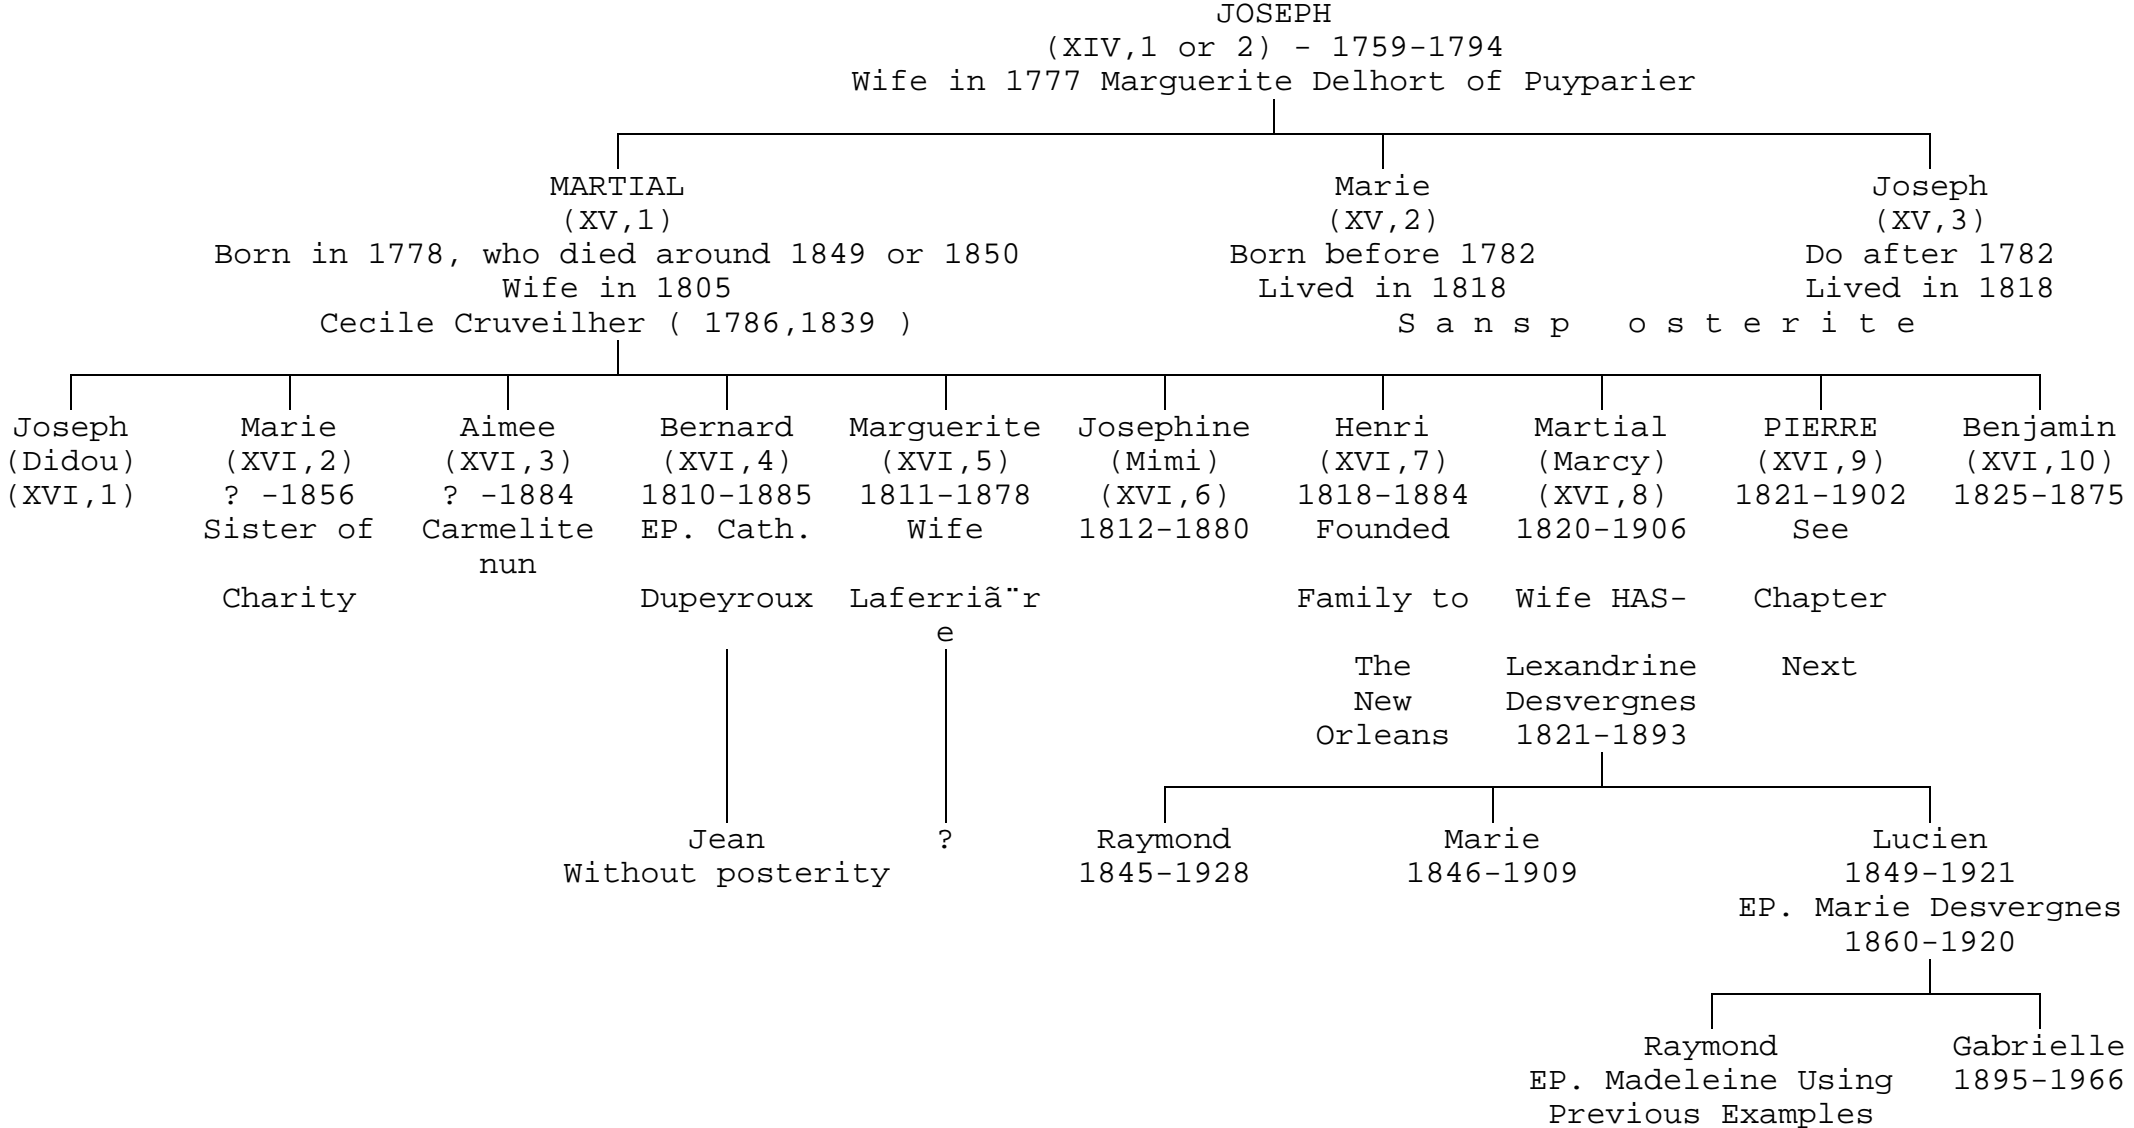 JOSEPH
(XIV,1 or 2) - 1759-1794
Wife in 1777 Marguerite Delhort of Puyparier
MARTIAL
(XV,1)
Born in 1778, who died around 1849 or 1850
Wife in 1805
Cecile Cruveilher ( 1786,1839 )
Marie
(XV,2)
Born before 1782
Lived in 1818
Joseph
(XV,3)
Do after 1782
Lived in 1818
S a n s p   o s t e r i t e
Joseph
(Didou)
(XVI,1)
Marie
(XVI,2)
? -1856
Sister of
Charity
Aimee
(XVI,3)
? -1884
Carmelite
nun
Bernard
(XVI,4)
1810-1885
EP. Cath.
Dupeyroux
Marguerite
(XVI,5)
1811-1878
Wife
Laferriã¨r
e
Josephine
(Mimi)
(XVI,6)
1812-1880
Henri
(XVI,7)
1818-1884
Founded
Family to
The
New
Orleans
Martial
(Marcy)
(XVI,8)
1820-1906
Wife HAS-
Lexandrine
Desvergnes
1821-1893
PIERRE
(XVI,9)
1821-1902
See
Chapter
Next
Benjamin
(XVI,10)
1825-1875
Jean
Without posterity
?
Raymond
1845-1928
Marie
1846-1909
Lucien
1849-1921
EP. Marie Desvergnes
1860-1920
Raymond
EP. Madeleine Using
Previous Examples
Gabrielle
1895-1966